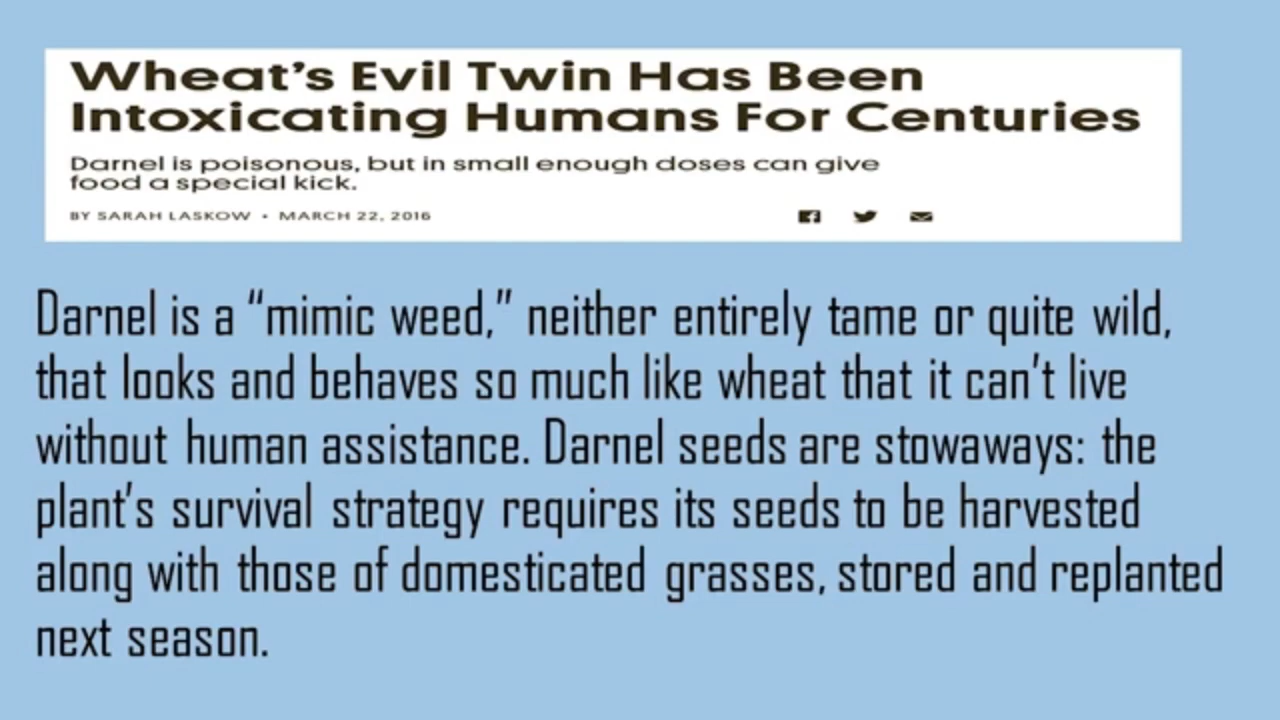 Wheat’s Evil Twin Has Been
Intoxicating Humans For Centuries
Darnel is poisonous, but in small enough doses can give
food a special kick.
BY SARAH LASKOW • MARCH 22, 2016
Darnel is a “mimic weed,” neither entirely tame or quite wild,
that looks and behaves so much like wheat that it can’t live
without human assistance. Darnel seeds are stowaways: the
plant’s survival strategy requires its seeds to be harvested
along with those of domesticated grasses, stored and replanted
next season.